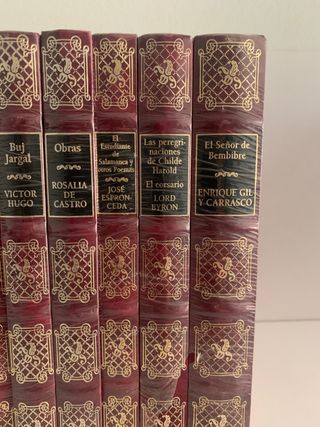 Buj
Jargal
VICTOR
HUGO
Obras
ROSALIA
DE
CASTRO
El
Estudiante
de
Salamanca y
otros Poemas
JOSÉ
ESPRON-
CEDA
Las peregri-
naciones
de Childe
Harold
El corsario
LORD
BYRON
El Señor de
Bembibre
ENRIQUE GIL
Y CARRASCO